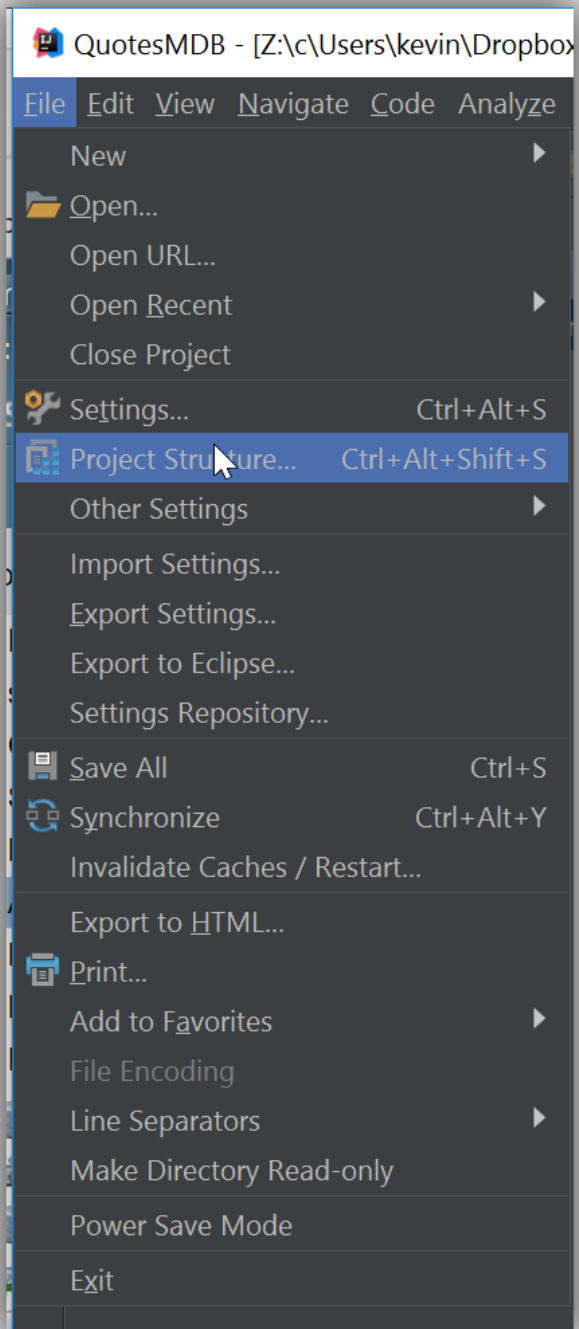 QuotesMDB - [Z:\c\Users\kevin\Dropbox
File Edit View Navigate Code Analyze
New
Open...
Open URL...
Open Recent
Close Project
Settings... Ctrl+Alt+S
Project Structure... Ctrl+Alt+Shift+S
Other Settings
Import Settings...
Export Settings...
Export to Eclipse...
Settings Repository...
Save All Ctrl+S
Synchronize Ctrl+Alt+Y
Invalidate Caches / Restart...
Export to HTML...
Print...
Add to Favorites
File Encoding
Line Separators
Make Directory Read-only
Power Save Mode
Exit